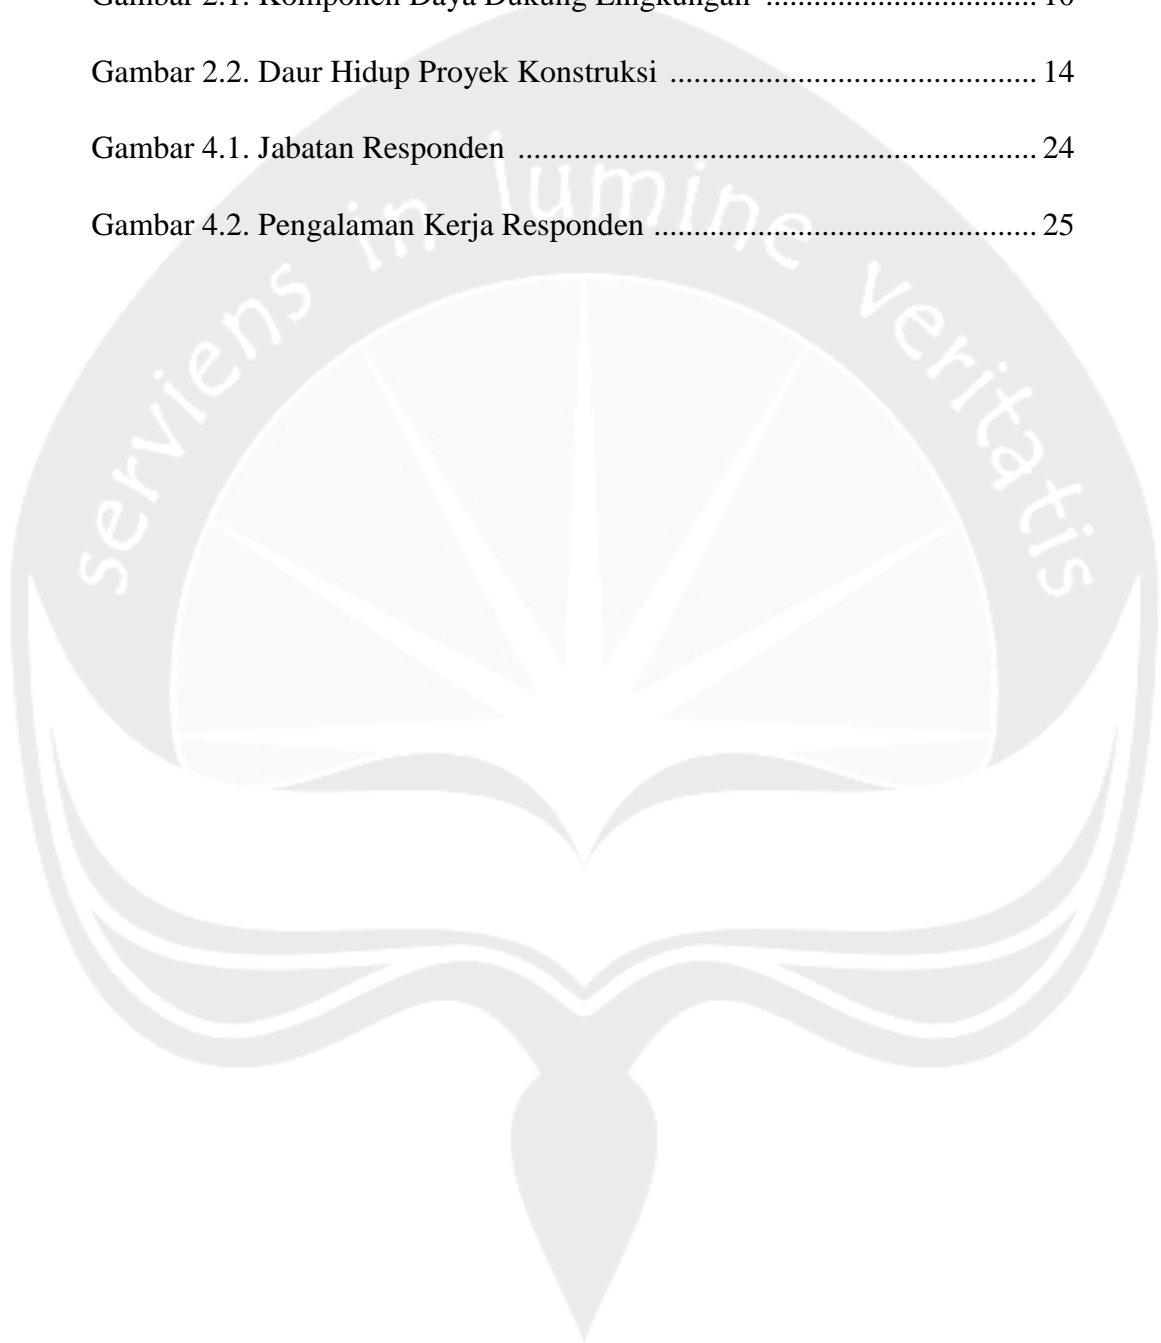 Gambar 2.1. Komponen Daya Dukung Lingkungan .................................. 10
Gambar 2.2. Daur Hidup Proyek Konstruksi .............................................. 14
Gambar 4.1. Jabatan Responden ................................................................. 24
Gambar 4.2. Pengalaman Kerja Responden ................................................ 25
serviens in lumine veritatis